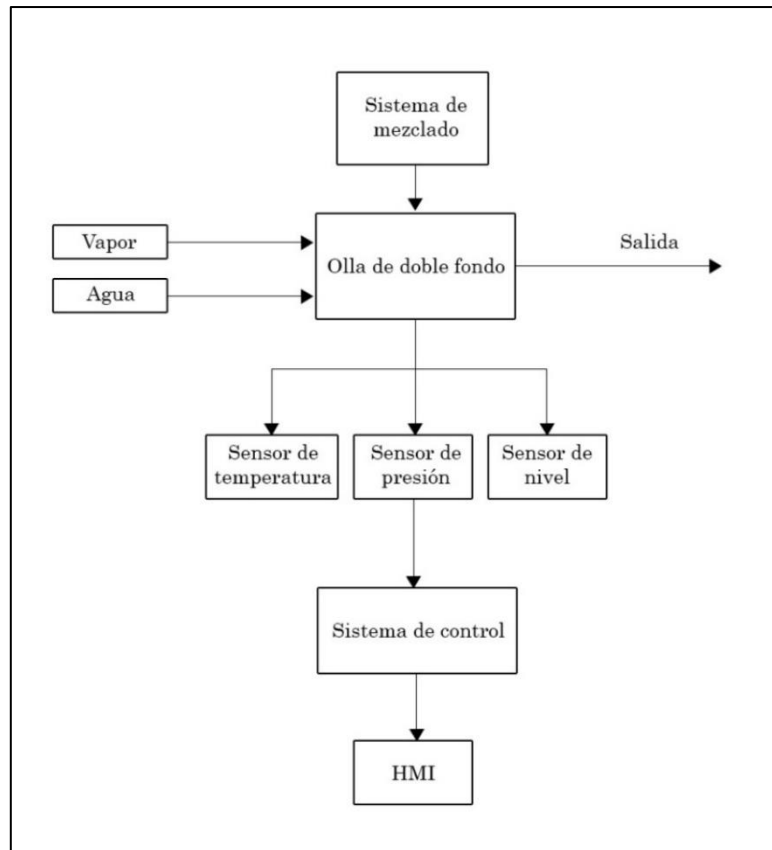 Sistema de
mezclado
Vapor
Agua
Olla de doble fondo
Salida
Sensor de
temperatura
Sensor de
presión
Sensor de
nivel
Sistema de control
HMI